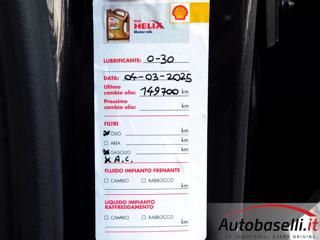 Shell
HELIX
Motor oils
LUBRIFICANTE: 0-30
DATA: 04-03-2025
Ultimo
cambio olio: 149700 km
Prossimo
cambio olio: km
FILTRI
OLIO km
ARIA km
GASOLIO km
A.C.
FLUIDO IMPIANTO FRENANTE
CAMBIO RABBOCCO
LIQUIDO IMPIANTO
RAFFREDDAMENTO
CAMBIO RABBOCCO
Autobaselli.it